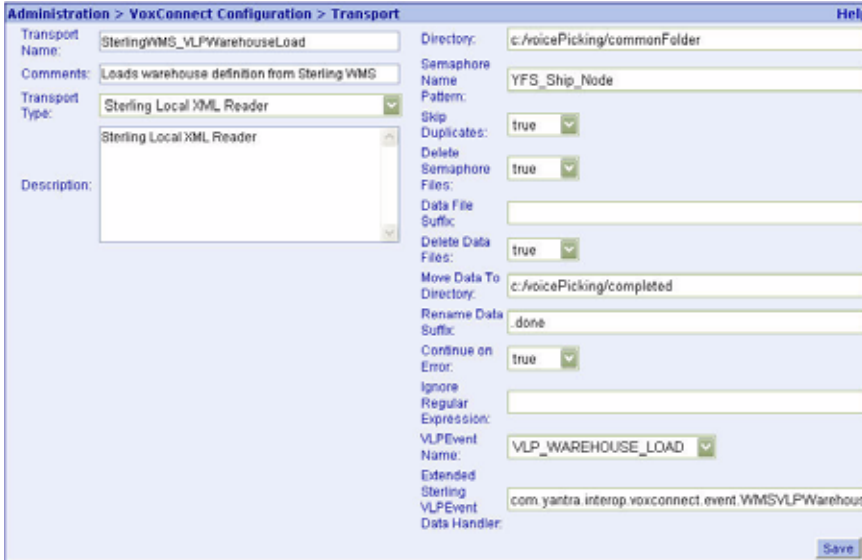 Administration > VoxConnect Configuration > Transport
Help
Transport Name:
SterlingWMS_VLPWarehouseLoad
Comments:
Loads warehouse definition from Sterling WMS
Transport Type:
Sterling Local XML Reader
Description:
Sterling Local XML Reader
Directory:
c:/voicePicking/commonFolder
Semaphore Name Pattern:
YFS_Ship_Node
Skip Duplicates:
true
Delete Semaphore Files:
true
Data File Suffix:
Delete Data Files:
true
Move Data To Directory:
c:/voicePicking/completed
Rename Data Suffix:
.done
Continue on Error:
true
Ignore Regular Expression:
VLPEvent Name:
VLP_WAREHOUSE_LOAD
Extended Sterling VLPEvent Data Handler:
com.yantra.interop.voxconnect.event.WMSVLPWarehous
Save